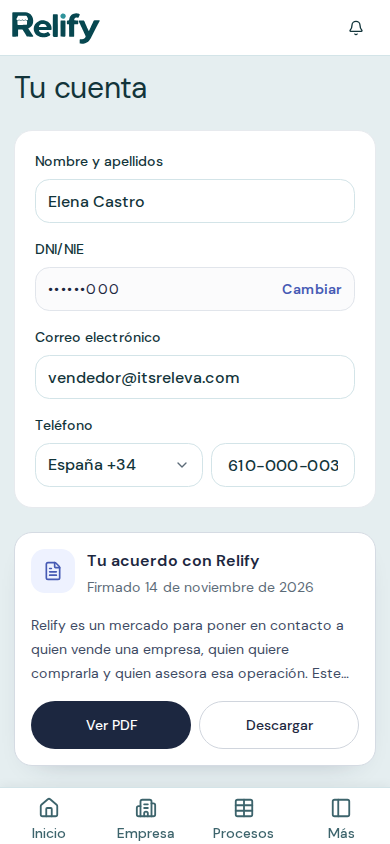 Relify
Tu cuenta
Nombre y apellidos
Elena Castro
DNI/NIE
••••••000
Cambiar
Correo electrónico
vendedor@itsreleva.com
Teléfono
España +34
610-000-003
Tu acuerdo con Relify
Firmado 14 de noviembre de 2026
Relify es un mercado para poner en contacto a
quien vende una empresa, quien quiere
comprarla y quien asesora esa operación. Este…
Ver PDF
Descargar
Inicio
Empresa
Procesos
Más